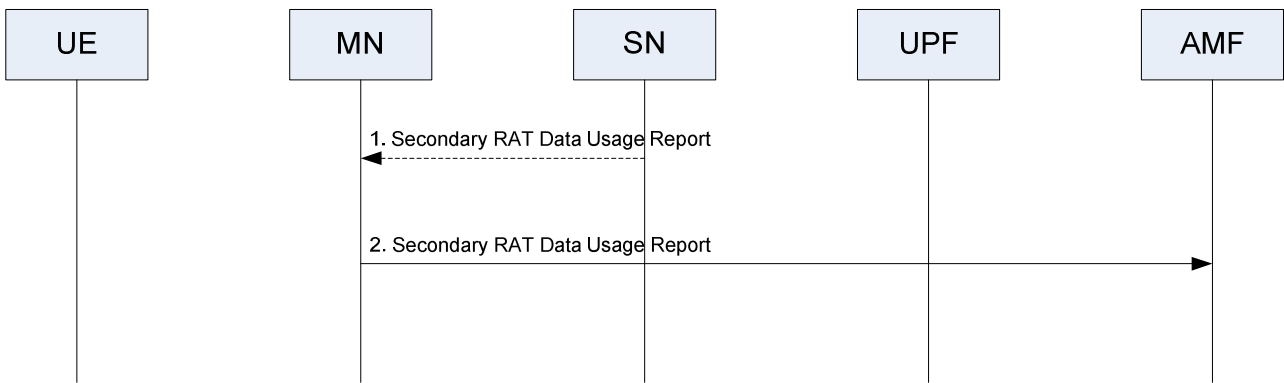 UE
MN
SN
UPF
AMF
1. Secondary RAT Data Usage Report
2. Secondary RAT Data Usage Report